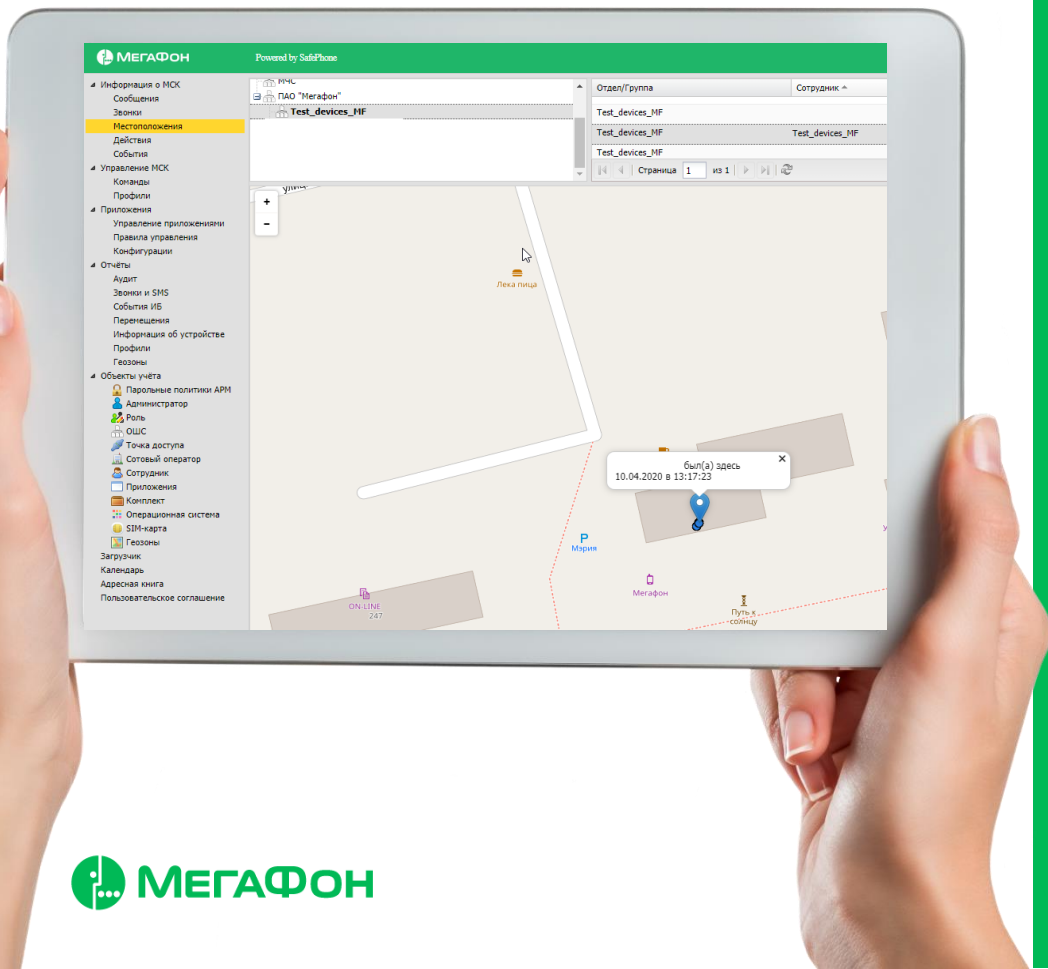 МЕГАФОН
Powered by SafePhone
Информация о МСК
Сообщения
Звонки
Местоположения
Действия
События
Управление МСК
Команды
Профили
Приложения
Управление приложениями
Правила управления
Конфигурации
Отчёты
Аудит
Звонки и SMS
События ИБ
Перемещения
Информация об устройстве
Профили
Геозоны
Объекты учёта
Парольные политики АРМ
Администратор
Роль
ОШС
Точка доступа
Сотовый оператор
Сотрудник
Приложения
Комплект
Операционная система
SIM-карта
Геозоны
Загрузчик
Календарь
Адресная книга
Пользовательское соглашение
МЧС
ПАО "Мегафон"
Test_devices_MF
Отдел/Группа
Сотрудник
Test_devices_MF
Test_devices_MF Test_devices_MF
Test_devices_MF
Страница 1 из 1
+
−
Лека пица
был(а) здесь
10.04.2020 в 13:17:23
P
Мэрия
Мегафон
ON-LINE
247
Путь к
солнцу
МЕГАФОН